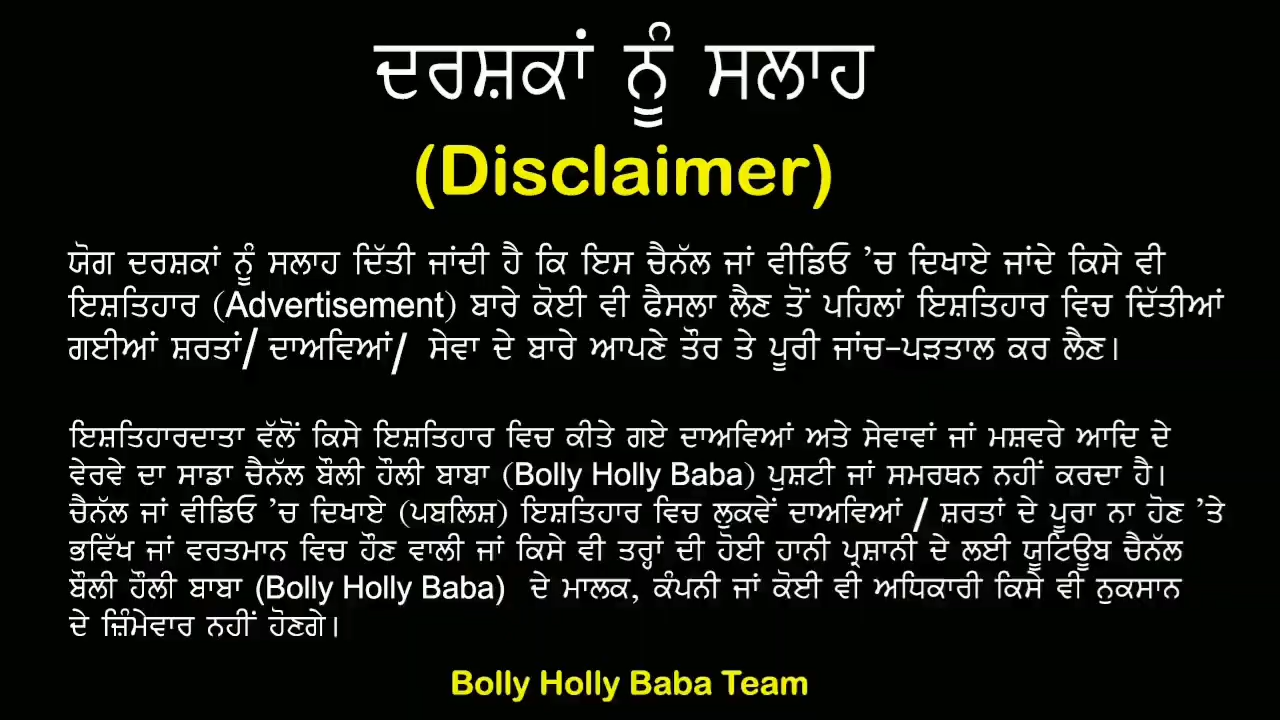 ਦਰਸ਼ਕਾਂ ਨੂੰ ਸਲਾਹ
(Disclaimer)
ਯੋਗ ਦਰਸ਼ਕਾਂ ਨੂੰ ਸਲਾਹ ਦਿੱਤੀ ਜਾਂਦੀ ਹੈ ਕਿ ਇਸ ਚੈਨੱਲ ਜਾਂ ਵੀਡਿਓ ’ਚ ਦਿਖਾਏ ਜਾਂਦੇ ਕਿਸੇ ਵੀ
ਇਸ਼ਤਿਹਾਰ (Advertisement) ਬਾਰੇ ਕੋਈ ਵੀ ਫੈਸਲਾ ਲੈਣ ਤੋਂ ਪਹਿਲਾਂ ਇਸ਼ਤਿਹਾਰ ਵਿਚ ਦਿੱਤੀਆਂ
ਗਈਆਂ ਸ਼ਰਤਾਂ/ ਦਾਅਵਿਆਂ/ ਸੇਵਾ ਦੇ ਬਾਰੇ ਆਪਣੇ ਤੌਰ ਤੇ ਪੂਰੀ ਜਾਂਚ-ਪੜਤਾਲ ਕਰ ਲੈਣ।
ਇਸ਼ਤਿਹਾਰਦਾਤਾ ਵੱਲੋਂ ਕਿਸੇ ਇਸ਼ਤਿਹਾਰ ਵਿਚ ਕੀਤੇ ਗਏ ਦਾਅਵਿਆਂ ਅਤੇ ਸੇਵਾਵਾਂ ਜਾਂ ਮਸ਼ਵਰੇ ਆਦਿ ਦੇ
ਵੇਰਵੇ ਦਾ ਸਾਡਾ ਚੈਨੱਲ ਬੌਲੀ ਹੌਲੀ ਬਾਬਾ (Bolly Holly Baba) ਪੁਸ਼ਟੀ ਜਾਂ ਸਮਰਥਨ ਨਹੀਂ ਕਰਦਾ ਹੈ।
ਚੈਨੱਲ ਜਾਂ ਵੀਡਿਓ ’ਚ ਦਿਖਾਏ (ਪਬਲਿਸ਼) ਇਸ਼ਤਿਹਾਰ ਵਿਚ ਲੁਕਵੇਂ ਦਾਅਵਿਆਂ / ਸ਼ਰਤਾਂ ਦੇ ਪੂਰਾ ਨਾ ਹੋਣ ’ਤੇ
ਭਵਿੱਖ ਜਾਂ ਵਰਤਮਾਨ ਵਿਚ ਹੌਣ ਵਾਲੀ ਜਾਂ ਕਿਸੇ ਵੀ ਤਰ੍ਹਾਂ ਦੀ ਹੋਈ ਹਾਨੀ ਪ੍ਰਸ਼ਾਨੀ ਦੇ ਲਈ ਯੂਟਿਊਬ ਚੈਨੱਲ
ਬੌਲੀ ਹੌਲੀ ਬਾਬਾ (Bolly Holly Baba) ਦੇ ਮਾਲਕ, ਕੰਪਨੀ ਜਾਂ ਕੋਈ ਵੀ ਅਧਿਕਾਰੀ ਕਿਸੇ ਵੀ ਨੁਕਸਾਨ
ਦੇ ਜ਼ਿੰਮੇਵਾਰ ਨਹੀਂ ਹੋਣਗੇ।
Bolly Holly Baba Team